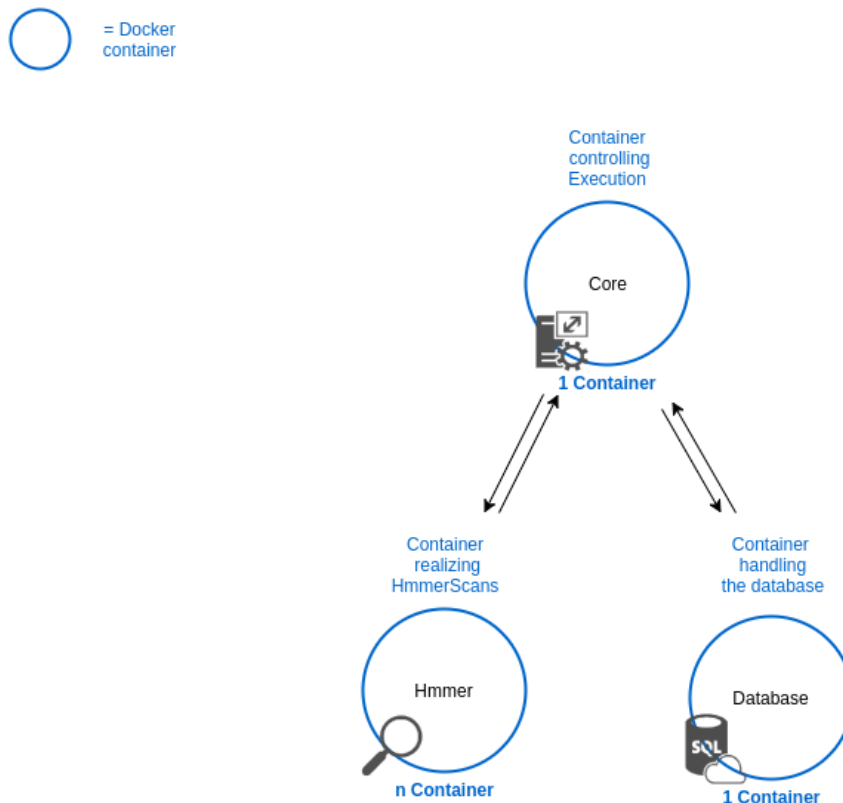 = Docker
container
Container
controlling
Execution
Core
1 Container
Container
realizing
HmmerScans
Container
handling
the database
Hmmer
Database
SQL
n Container
1 Container